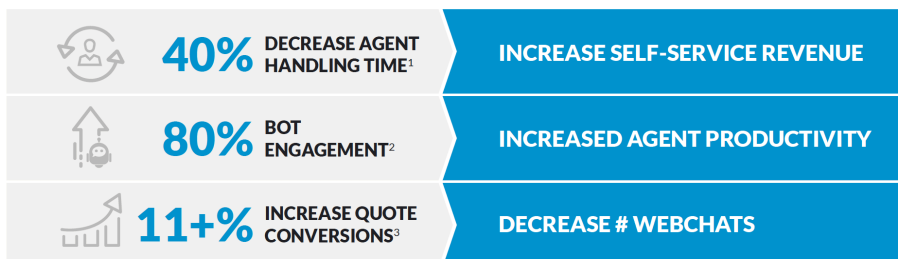 40% DECREASE AGENT
HANDLING TIME¹
INCREASE SELF-SERVICE REVENUE
80% BOT
ENGAGEMENT²
INCREASED AGENT PRODUCTIVITY
11+% INCREASE QUOTE
CONVERSIONS³
DECREASE # WEBCHATS